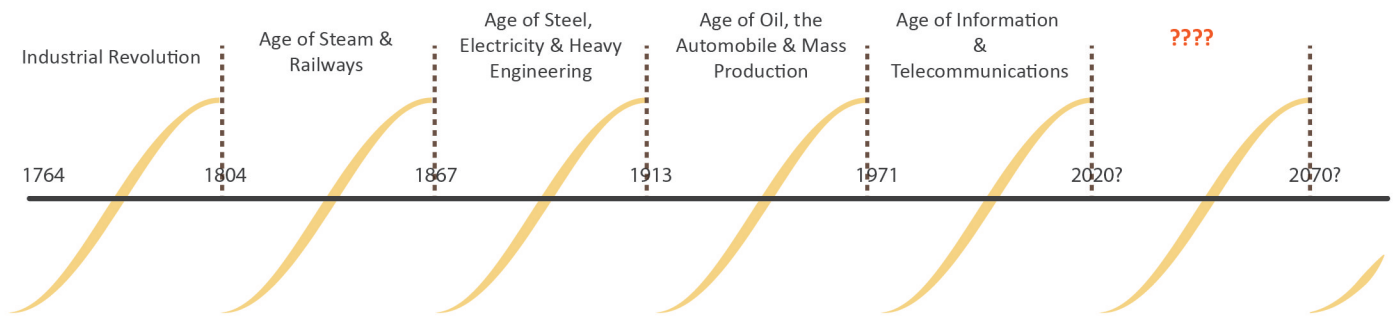 Industrial Revolution
Age of Steam &
Railways
Age of Steel,
Electricity & Heavy
Engineering
Age of Oil, the
Automobile & Mass
Production
Age of Information
&
Telecommunications
????
1764
1804
1867
1913
1971
2020?
2070?